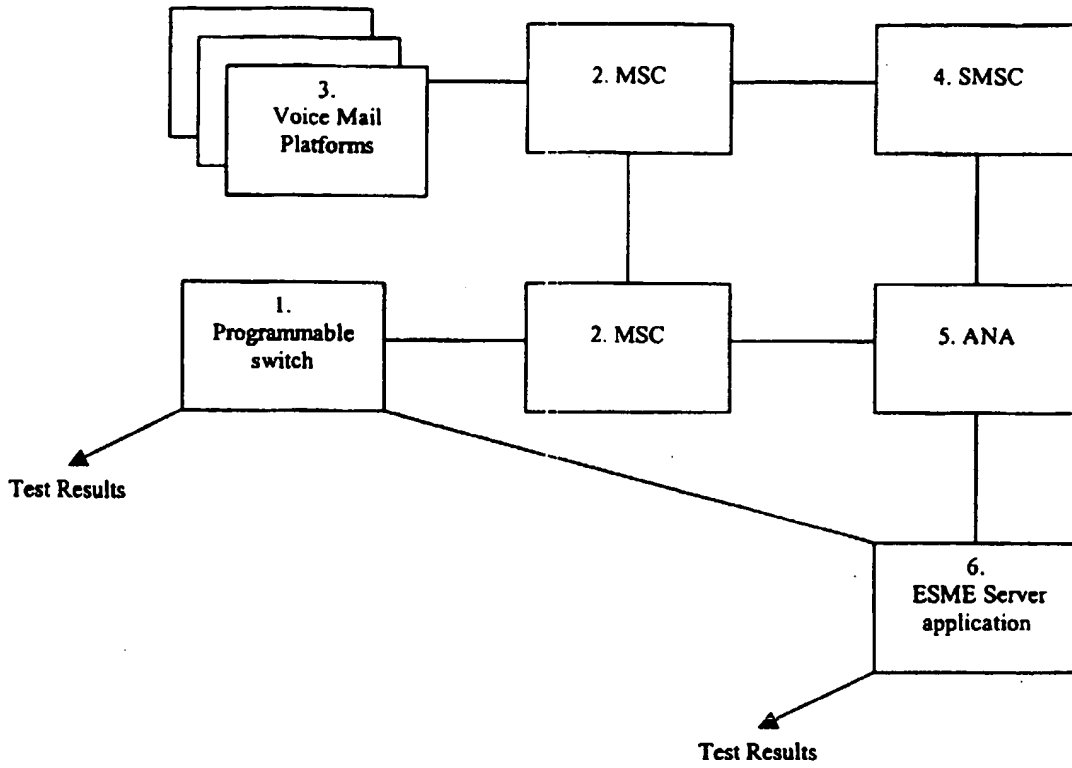 3.
Voice Mail
Platforms
2. MSC
4. SMSC
1.
Programmable
switch
2. MSC
5. ANA
Test Results
6.
ESME Server
application
Test Results